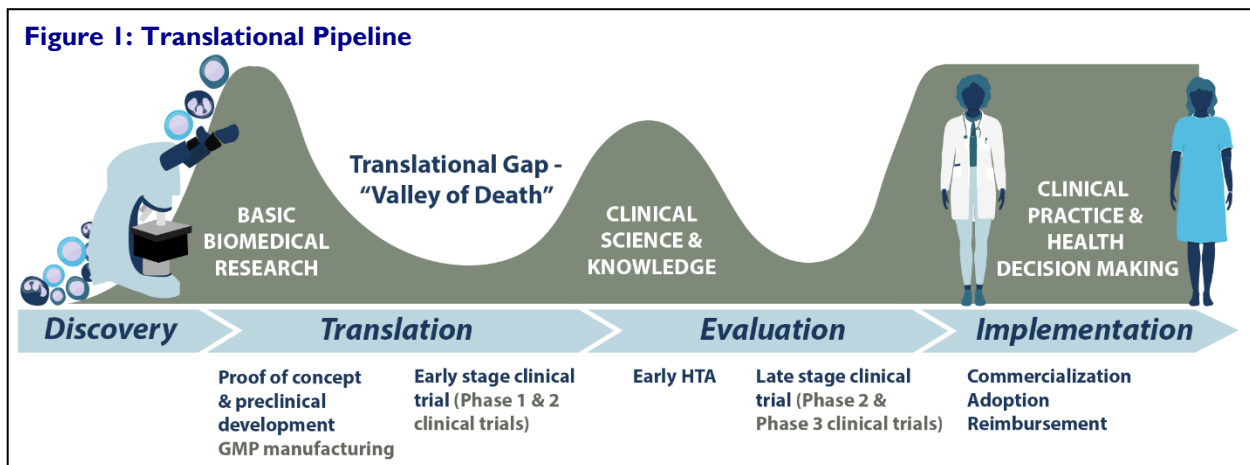 Figure 1: Translational Pipeline
Translational Gap -
“Valley of Death”
BASIC
BIOMEDICAL
RESEARCH
CLINICAL
SCIENCE &
KNOWLEDGE
CLINICAL
PRACTICE &
HEALTH
DECISION MAKING
Discovery
Translation
Evaluation
Implementation
Proof of concept
& preclinical
development
GMP manufacturing
Early stage clinical
trial (Phase 1 & 2
clinical trials)
Early HTA
Late stage clinical
trial (Phase 2 &
Phase 3 clinical trials)
Commercialization
Adoption
Reimbursement